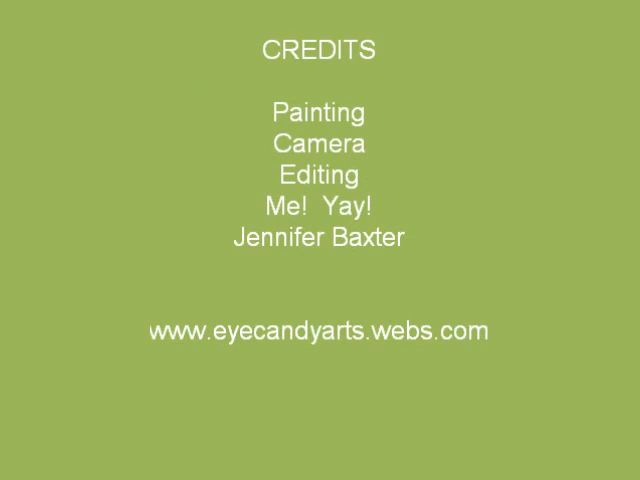 CREDITS
Painting
Camera
Editing
Me!  Yay!
Jennifer Baxter
www.eyecandyarts.webs.com